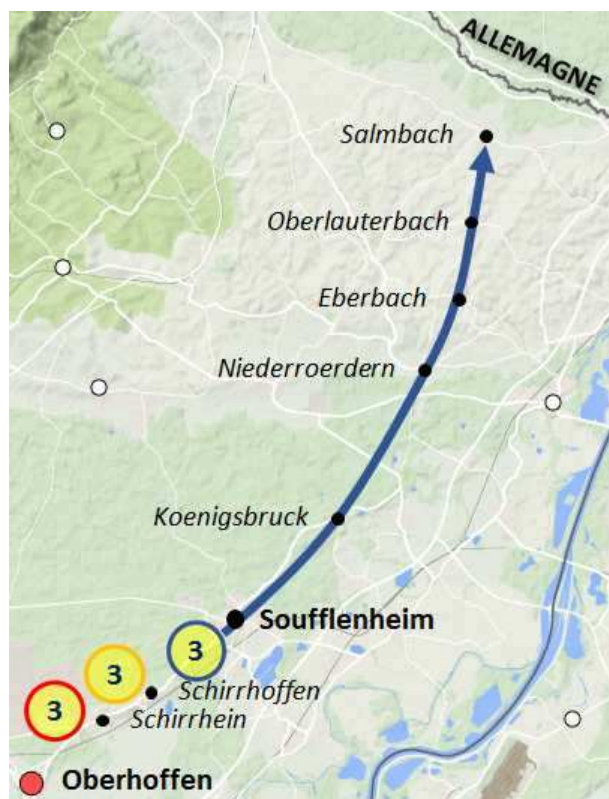 ALLEMAGNE
Salmbach
Oberlauterbach
Eberbach
Niederroerdern
Koenigsbruck
Soufflenheim
3
3
Schirrhoffen
3
Schirrhein
Oberhoffen